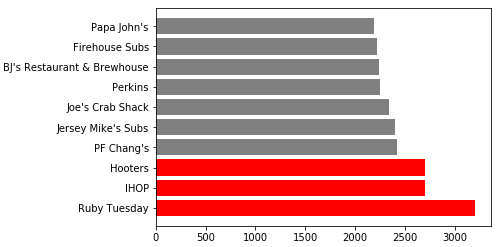 Papa John's
Firehouse Subs
BJ's Restaurant & Brewhouse
Perkins
Joe's Crab Shack
Jersey Mike's Subs
PF Chang's
Hooters
IHOP
Ruby Tuesday
0 500 1000 1500 2000 2500 3000